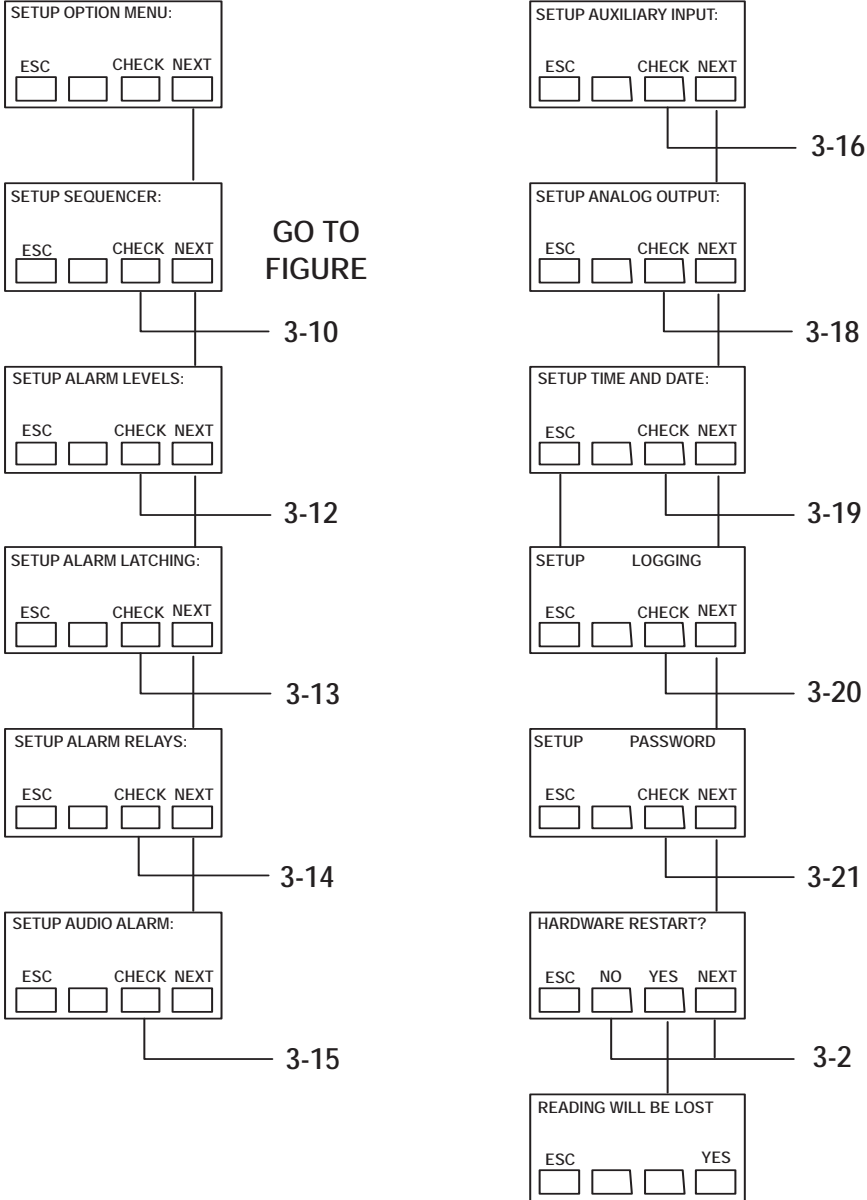 SETUP OPTION MENU:
ESC CHECK NEXT
SETUP SEQUENCER:
ESC CHECK NEXT
GO TO
FIGURE
3-10
SETUP ALARM LEVELS:
ESC CHECK NEXT
3-12
SETUP ALARM LATCHING:
ESC CHECK NEXT
3-13
SETUP ALARM RELAYS:
ESC CHECK NEXT
3-14
SETUP AUDIO ALARM:
ESC CHECK NEXT
3-15
SETUP AUXILIARY INPUT:
ESC CHECK NEXT
3-16
SETUP ANALOG OUTPUT:
ESC CHECK NEXT
3-18
SETUP TIME AND DATE:
ESC CHECK NEXT
3-19
SETUP LOGGING
ESC CHECK NEXT
3-20
SETUP PASSWORD
ESC CHECK NEXT
3-21
HARDWARE RESTART?
ESC NO YES NEXT
3-2
READING WILL BE LOST
ESC YES